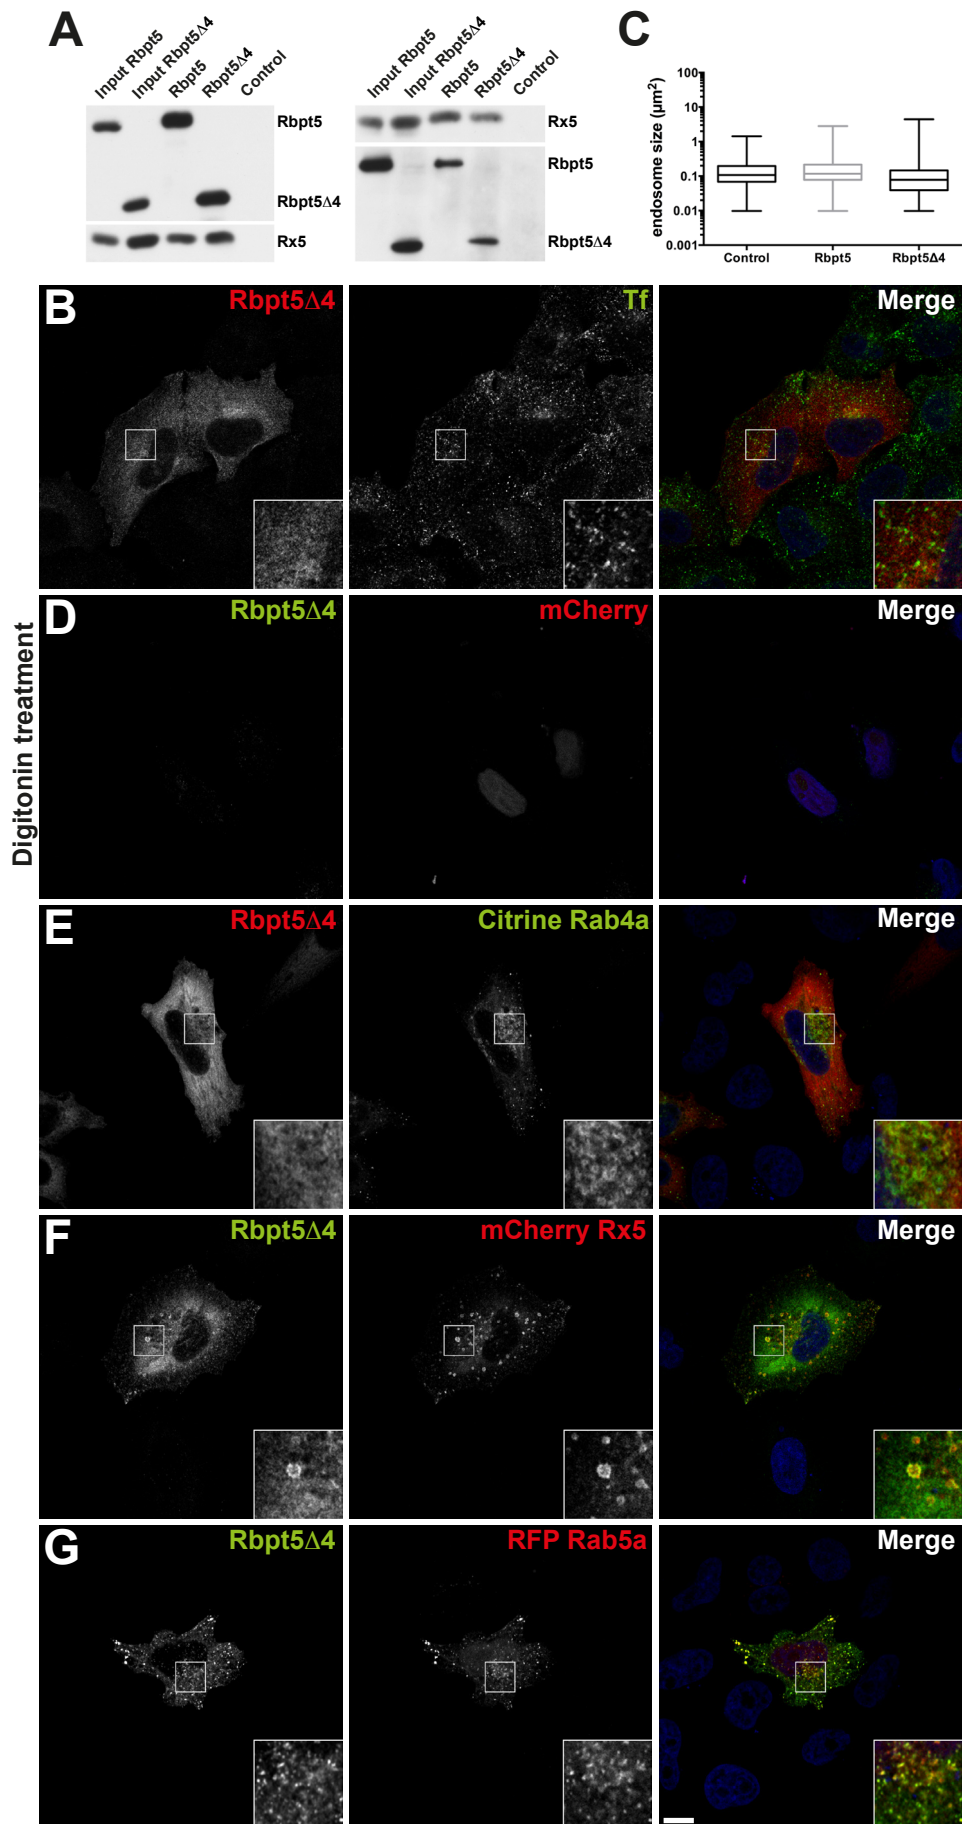 A
Input Rbpt5
Input Rbpt5Δ4
Rbpt5
Rbpt5Δ4
Control
Rbpt5
Rbpt5Δ4
Rx5
Input Rbpt5
Input Rbpt5Δ4
Rbpt5
Rbpt5Δ4
Control
Rx5
Rbpt5
Rbpt5Δ4
C
endosome size (µm²)
100
10
1
0.1
0.01
0.001
Control Rbpt5 Rbpt5Δ4
B Rbpt5Δ4 Tf Merge
Digitonin treatment
D Rbpt5Δ4 mCherry Merge
E Rbpt5Δ4 Citrine Rab4a Merge
F Rbpt5Δ4 mCherry Rx5 Merge
G Rbpt5Δ4 RFP Rab5a Merge